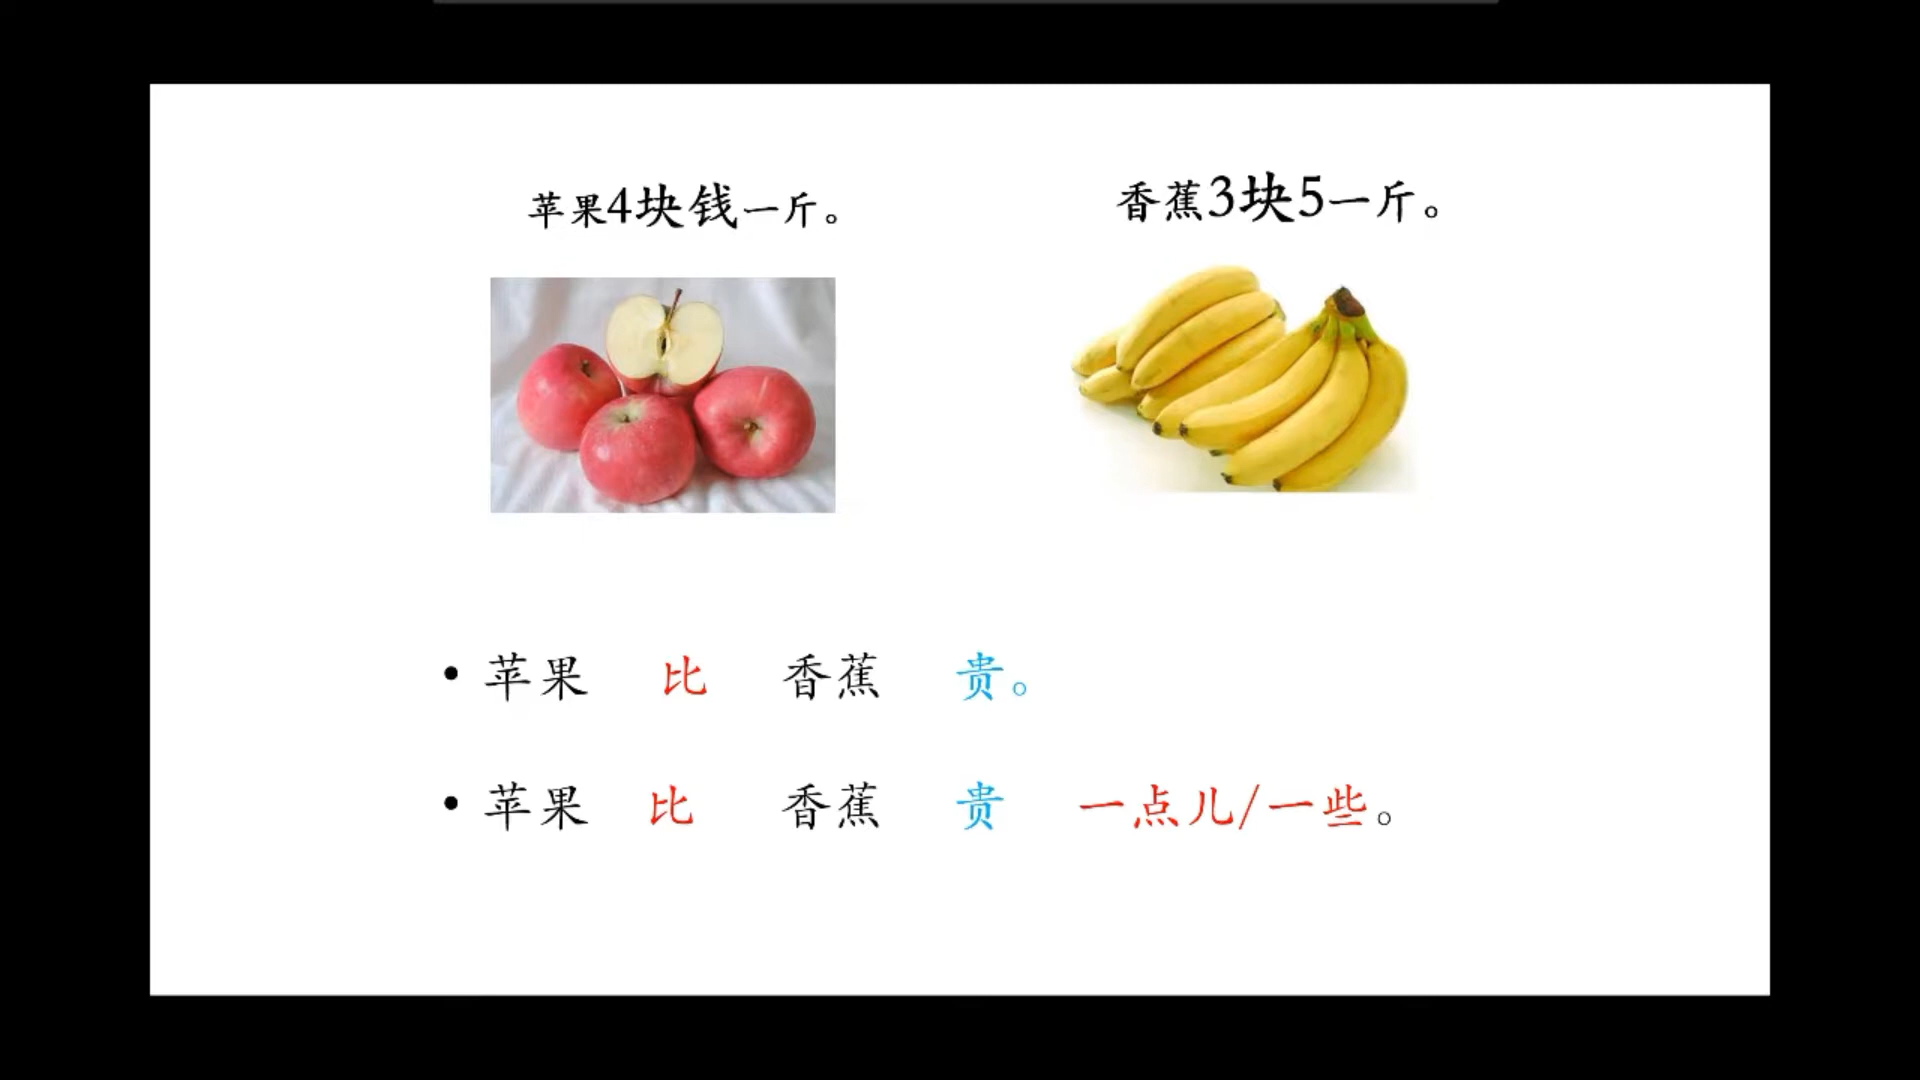 苹果4块钱一斤。
香蕉3块5一斤。
• 苹果 比 香蕉 贵。
• 苹果 比 香蕉 贵 一点儿/一些。